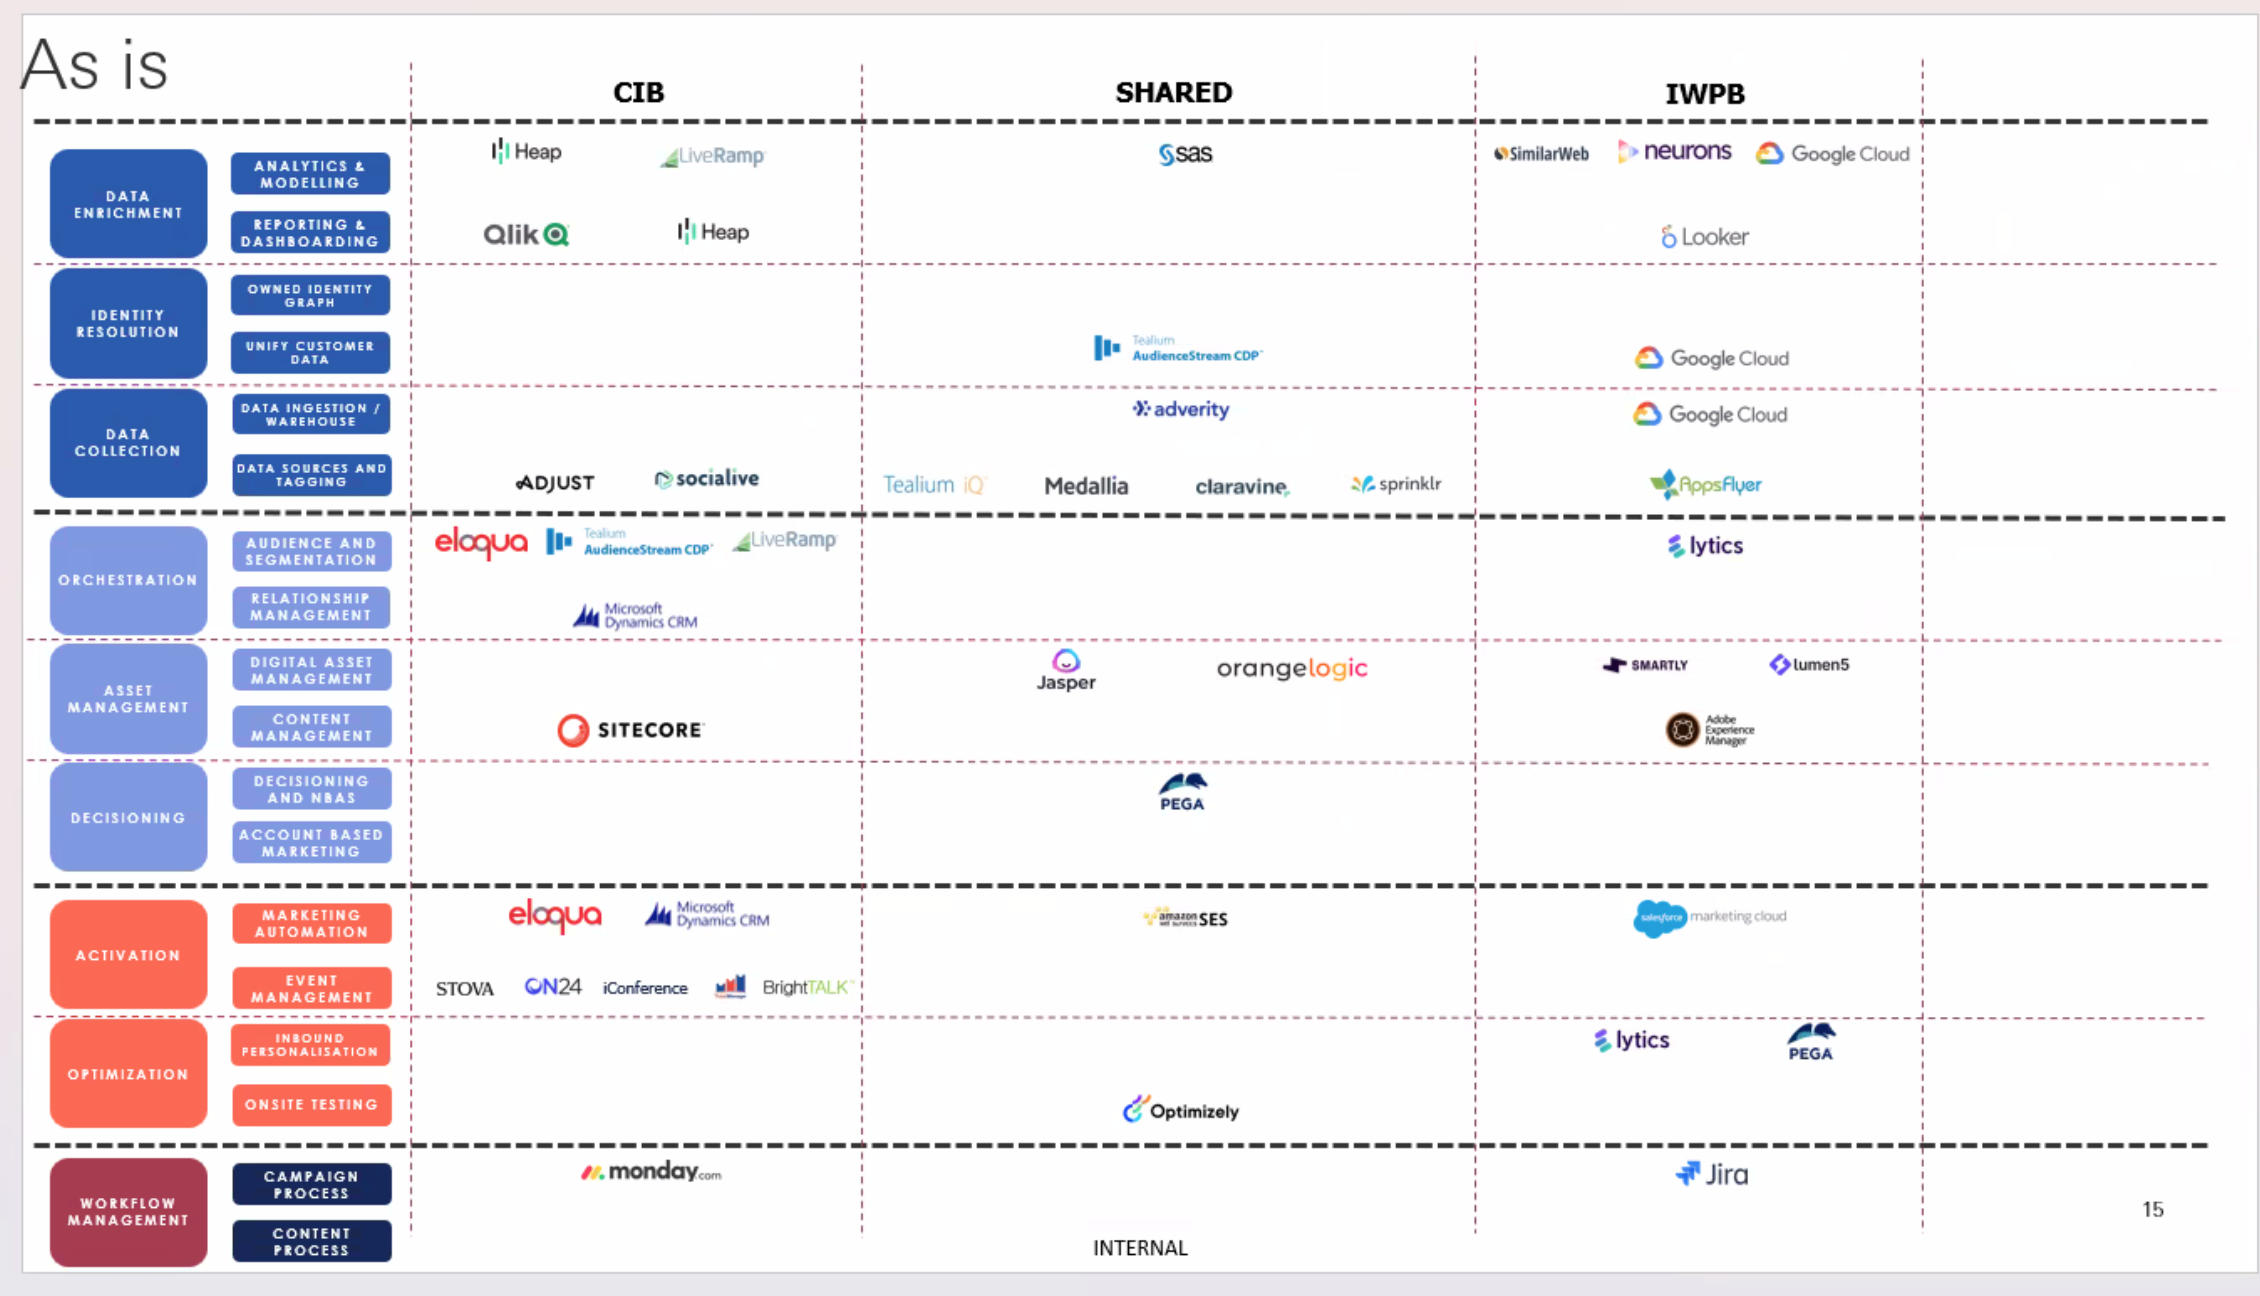 As is
CIB
SHARED
IWPB
DATA
ENRICHMENT
ANALYTICS &
MODELLING
Heap
LiveRamp
sas
SimilarWeb
neurons
Google Cloud
REPORTING &
DASHBOARDING
Qlik
Heap
Looker
IDENTITY
RESOLUTION
OWNED IDENTITY
GRAPH
UNIFY CUSTOMER
DATA
Tealium
AudienceStream CDP™
Google Cloud
DATA
COLLECTION
DATA INGESTION /
WAREHOUSE
adverity
Google Cloud
DATA SOURCES AND
TAGGING
ADJUST
socialive
Tealium iQ
Medallia
claravine
sprinklr
AppsFlyer
ORCHESTRATION
AUDIENCE AND
SEGMENTATION
eloqua
Tealium
AudienceStream CDP™
LiveRamp
lytics
RELATIONSHIP
MANAGEMENT
Microsoft
Dynamics CRM
ASSET
MANAGEMENT
DIGITAL ASSET
MANAGEMENT
Jasper
orangelogic
SMARTLY
lumen5
CONTENT
MANAGEMENT
SITECORE
Adobe
Experience
Manager
DECISIONING
DECISIONING
AND NBAS
PEGA
ACCOUNT BASED
MARKETING
ACTIVATION
MARKETING
AUTOMATION
eloqua
Microsoft
Dynamics CRM
amazon
web services
SES
salesforce
marketing cloud
EVENT
MANAGEMENT
STOVA
ON24
iConference
BrightTALK™
OPTIMIZATION
INBOUND
PERSONALISATION
lytics
PEGA
ONSITE TESTING
Optimizely
WORKFLOW
MANAGEMENT
CAMPAIGN
PROCESS
monday.com
Jira
CONTENT
PROCESS
15
INTERNAL